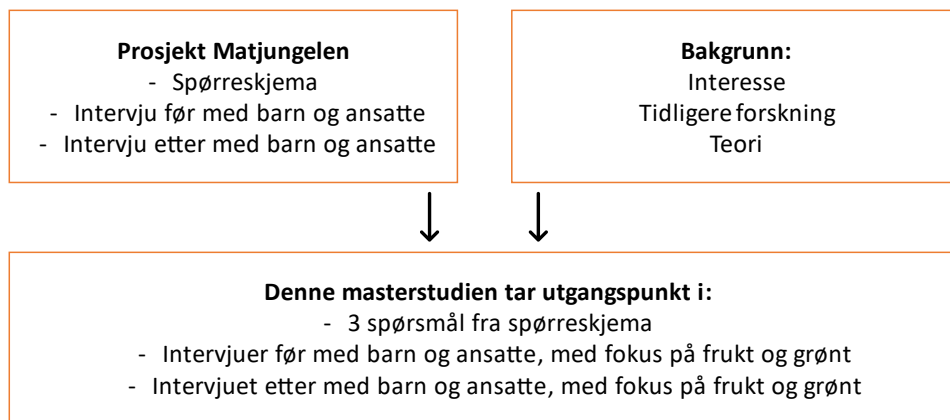 Prosjekt Matjungelen
- Spørreskjema
- Intervju før med barn og ansatte
- Intervju etter med barn og ansatte
Bakgrunn:
Interesse
Tidligere forskning
Teori
Denne masterstudien tar utgangspunkt i:
- 3 spørsmål fra spørreskjema
- Intervjuer før med barn og ansatte, med fokus på frukt og grønt
- Intervjuet etter med barn og ansatte, med fokus på frukt og grønt